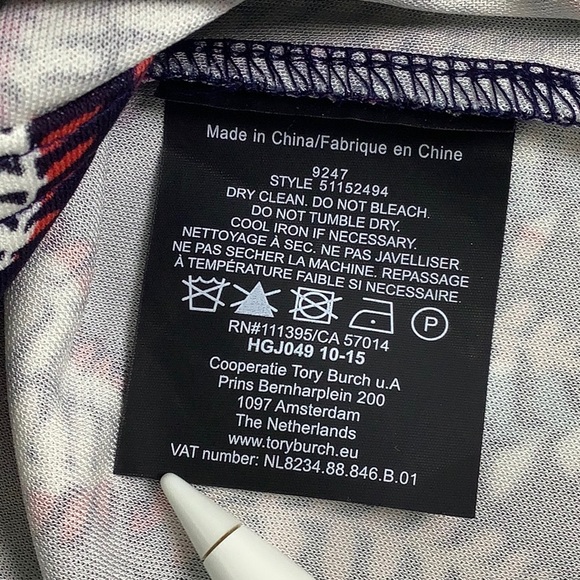 Made in China/Fabrique en Chine
9247
STYLE 51152494
DRY CLEAN. DO NOT BLEACH.
DO NOT TUMBLE DRY.
COOL IRON IF NECESSARY.
NETTOYAGE À SEC. NE PAS JAVELLISER
NE PAS SECHER LA MACHINE. REPASSAGE
À TEMPÉRATURE FAIBLE SI NECESSAIRE.
P
RN#111395/CA 57014
HGJ049 10-15
Cooperatie Tory Burch u.A
Prins Bernharplein 200
1097 Amsterdam
The Netherlands
www.toryburch.eu
VAT number: NL8234.88.846.B.01